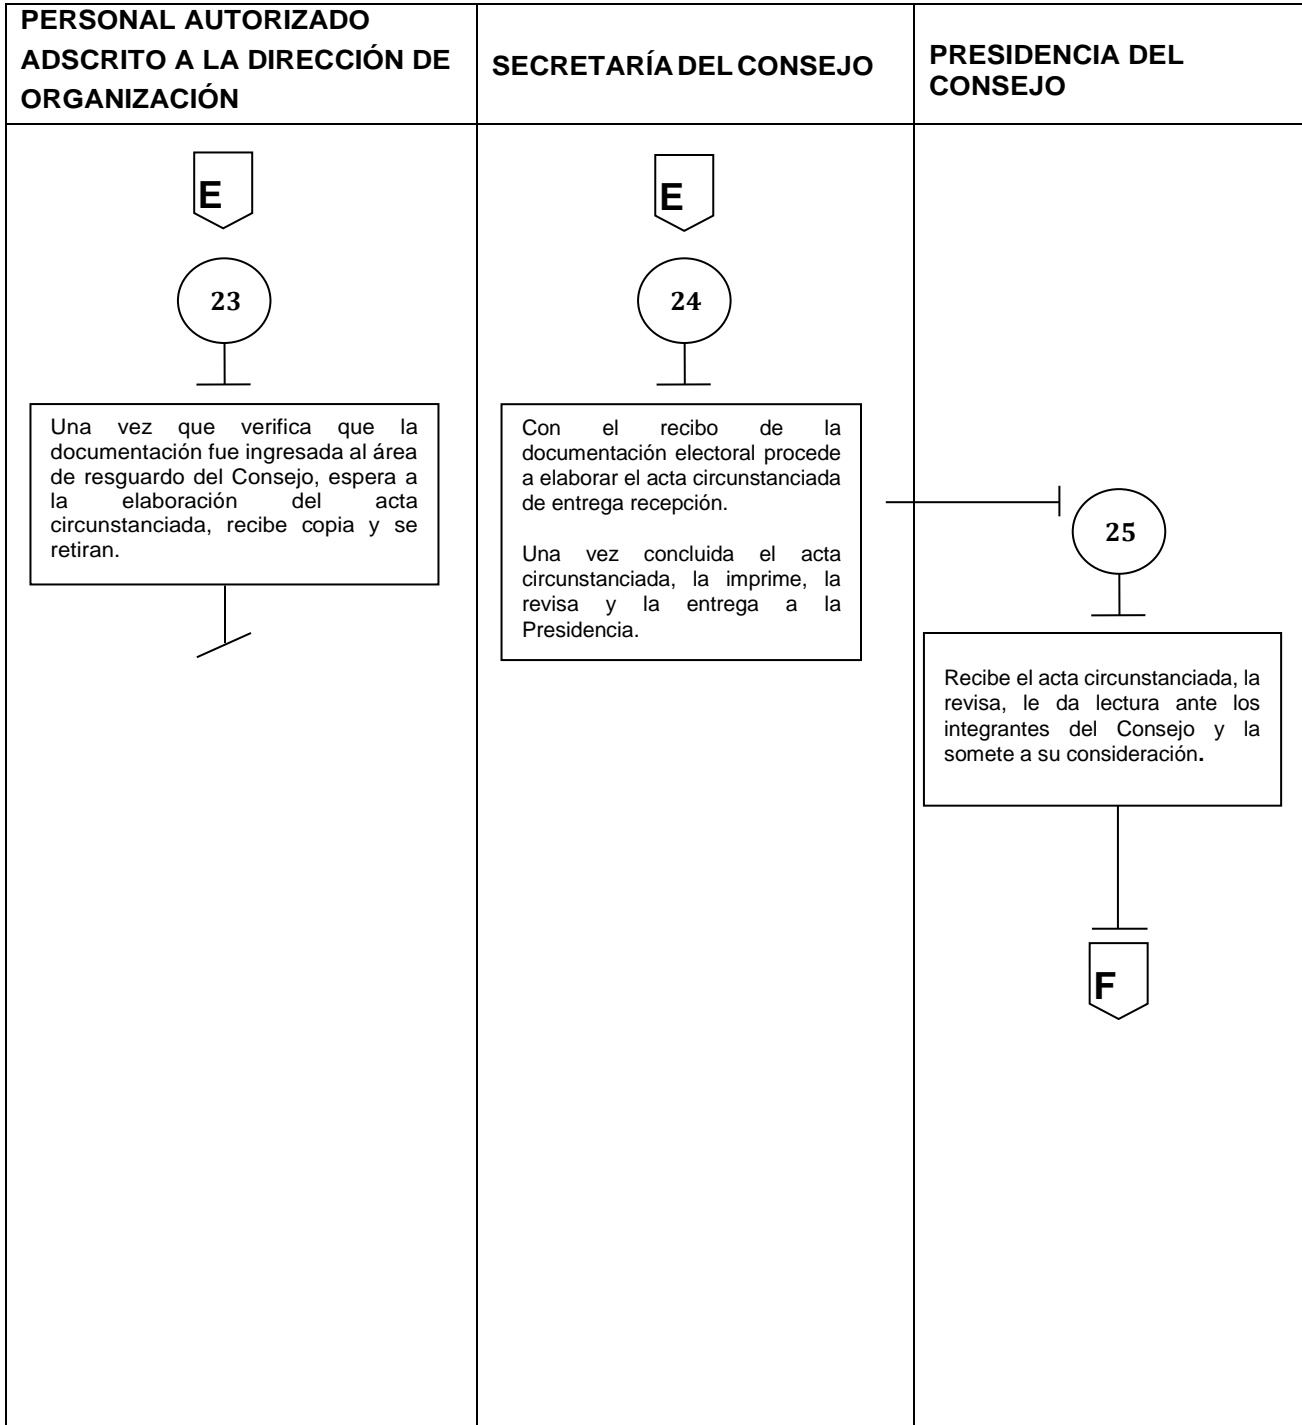 PERSONAL AUTORIZADO
ADSCRITO A LA DIRECCIÓN DE
ORGANIZACIÓN
SECRETARÍA DEL CONSEJO
PRESIDENCIA DEL
CONSEJO
E
23
Una vez que verifica que la
documentación fue ingresada al área
de resguardo del Consejo, espera a
la elaboración del acta
circunstanciada, recibe copia y se
retiran.
E
24
Con el recibo de la
documentación electoral procede
a elaborar el acta circunstanciada
de entrega recepción.
Una vez concluida el acta
circunstanciada, la imprime, la
revisa y la entrega a la
Presidencia.
25
Recibe el acta circunstanciada, la
revisa, le da lectura ante los
integrantes del Consejo y la
somete a su consideración.
F